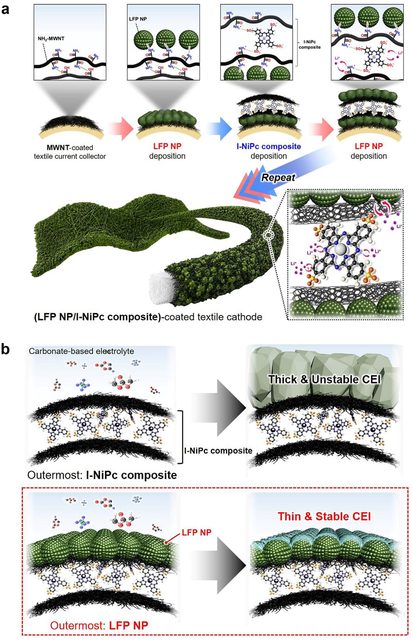 a
NH₂-MWNT
LFP NP
I-NiPc
composite
MWNT-coated
textile current collector
LFP NP
deposition
I-NiPc composite
deposition
LFP NP
deposition
Repeat
(LFP NP/I-NiPc composite)-coated textile cathode
b
Carbonate-based electrolyte
Thick & Unstable CEI
I-NiPc composite
Outermost: I-NiPc composite
LFP NP
Thin & Stable CEI
Outermost: LFP NP